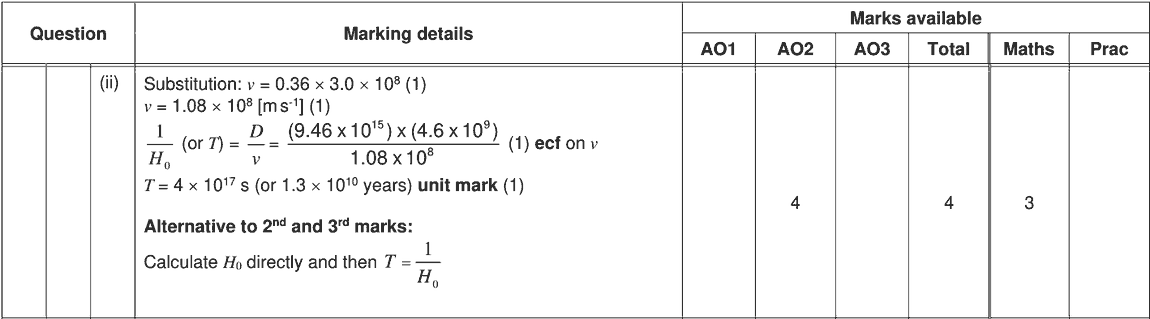 Question Marking details Marks available
AO1 AO2 AO3 Total Maths Prac
(ii) Substitution: v = 0.36 × 3.0 × 10⁸ (1)
v = 1.08 × 10⁸ [m s⁻¹] (1)
1/H₀ (or T) = D/v = (9.46 x 10¹⁵) x (4.6 x 10⁹)/1.08 x 10⁸ (1) ecf on v
T = 4 × 10¹⁷ s (or 1.3 × 10¹⁰ years) unit mark (1)
4 4 3
Alternative to 2ⁿᵈ and 3ʳᵈ marks:
Calculate H₀ directly and then T = 1/H₀